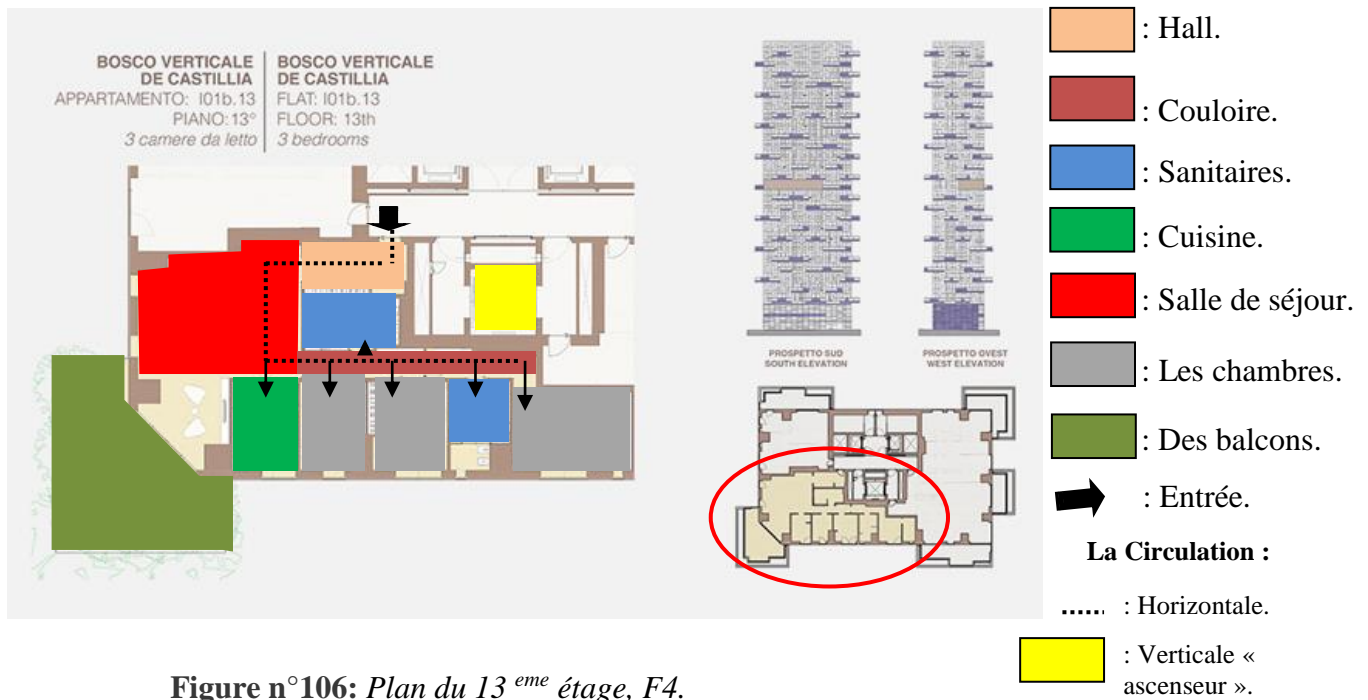 BOSCO VERTICALE
DE CASTILLIA
APPARTAMENTO: I01b.13
PIANO: 13°
3 camere da letto
BOSCO VERTICALE
DE CASTILLIA
FLAT: I01b.13
FLOOR: 13th
3 bedrooms
PROSPETTO SUD
SOUTH ELEVATION
PROSPETTO OVEST
WEST ELEVATION
: Hall.
: Couloire.
: Sanitaires.
: Cuisine.
: Salle de séjour.
: Les chambres.
: Des balcons.
: Entrée.
La Circulation :
: Horizontale.
: Verticale «
ascenseur ».
Figure n°106: Plan du 13 eme étage, F4.